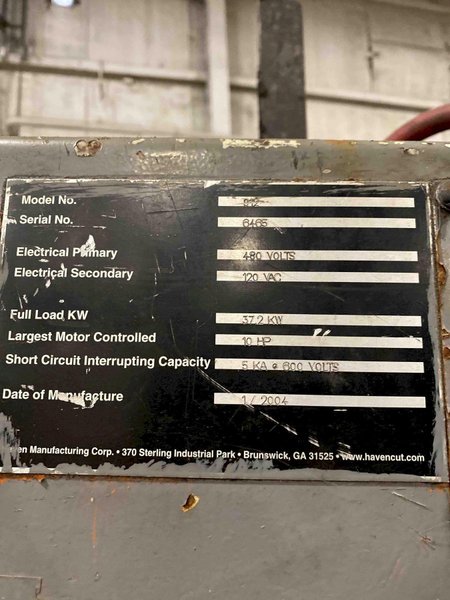 Model No. 912
Serial No. 6465
Electrical Primary 480 VOLTS
Electrical Secondary 120 VAC
Full Load KW 37.2 KW
Largest Motor Controlled 10 HP
Short Circuit Interrupting Capacity 5 KA @ 600 VOLTS
Date of Manufacture 1 / 2004
Manufacturing Corp. • 370 Sterling Industrial Park • Brunswick, GA 31525 • www.havencut.com